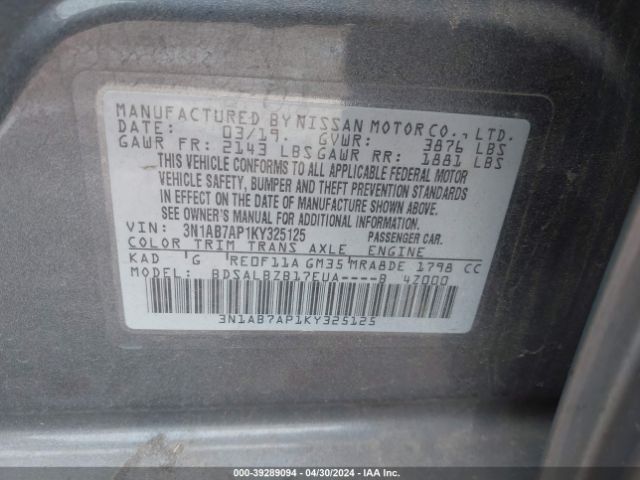 MANUFACTURED BY NISSAN MOTOR CO., LTD.
DATE: 03/19. GVWR: 3876 LBS
GAWR FR: 2143 LBS GAWR RR: 1881 LBS
THIS VEHICLE CONFORMS TO ALL APPLICABLE FEDERAL MOTOR
VEHICLE SAFETY, BUMPER AND THEFT PREVENTION STANDARDS
IN EFFECT ON THE DATE OF MANUFACTURE SHOWN ABOVE.
SEE OWNER'S MANUAL FOR ADDITIONAL INFORMATION.
VIN: 3N1AB7AP1KY325125 PASSENGER CAR.
COLOR TRIM TRANS AXLE ENGINE
KAD G RE0F11A GM35 MRA8DE 1798 CC
MODEL: BDSALBZB17EUA----B 4Z000
3N1AB7AP1KY325125
000-39289094 / 04/30/2024 - IAA Inc.